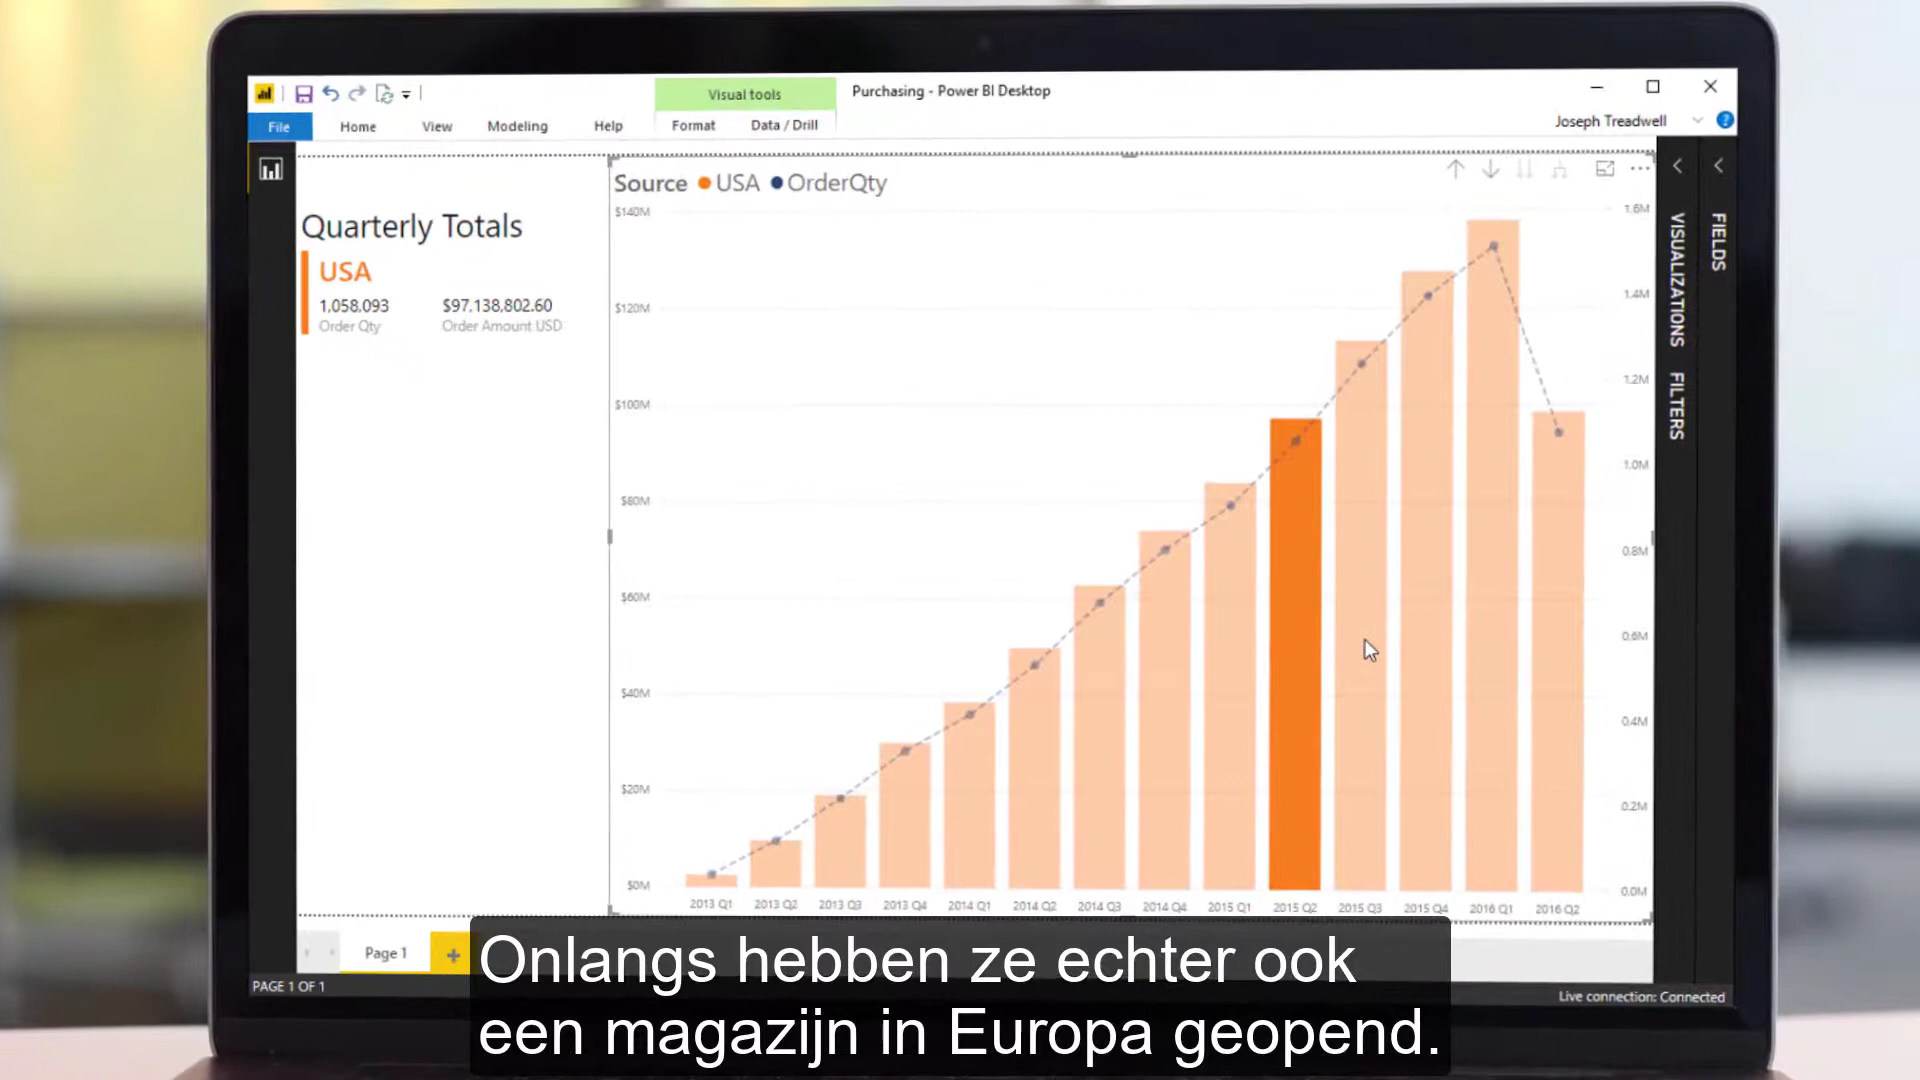 Visual tools
Purchasing - Power BI Desktop
File
Home
View
Modeling
Help
Format
Data / Drill
Joseph Treadwell
?
Source USA OrderQty
Quarterly Totals
USA
1,058,093
$97,138,802.60
Order Qty
Order Amount USD
$140M
$120M
$100M
$80M
$60M
$40M
$20M
$0M
1.6M
1.4M
1.2M
1.0M
0.8M
0.6M
0.4M
0.2M
0.0M
2013 Q1 2013 Q2 2013 Q3 2013 Q4 2014 Q1 2014 Q2 2014 Q3 2014 Q4 2015 Q1 2015 Q2 2015 Q3 2015 Q4 2016 Q1 2016 Q2
VISUALIZATIONS
FILTERS
FIELDS
Page 1
+
PAGE 1 OF 1
Live connection: Connected
Onlangs hebben ze echter ook
een magazijn in Europa geopend.